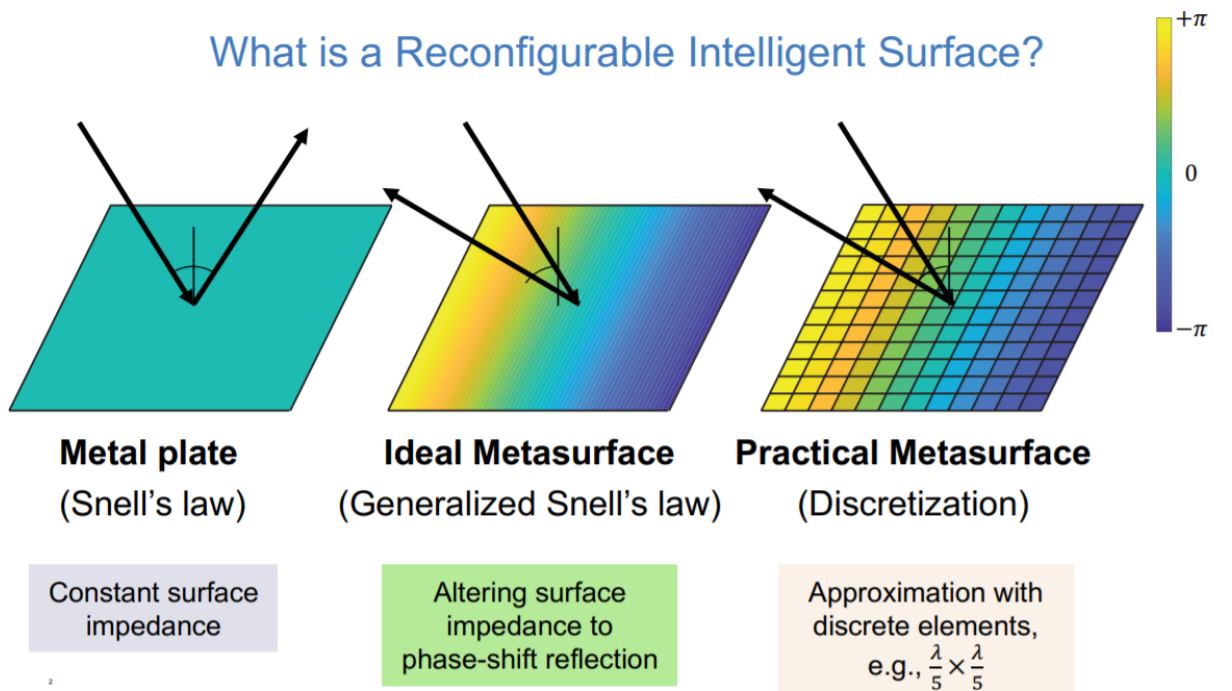 What is a Reconfigurable Intelligent Surface?
+π
0
−π
Metal plate
(Snell's law)
Ideal Metasurface
(Generalized Snell's law)
Practical Metasurface
(Discretization)
Constant surface
impedance
Altering surface
impedance to
phase-shift reflection
Approximation with
discrete elements,
e.g., λ/5 × λ/5
2